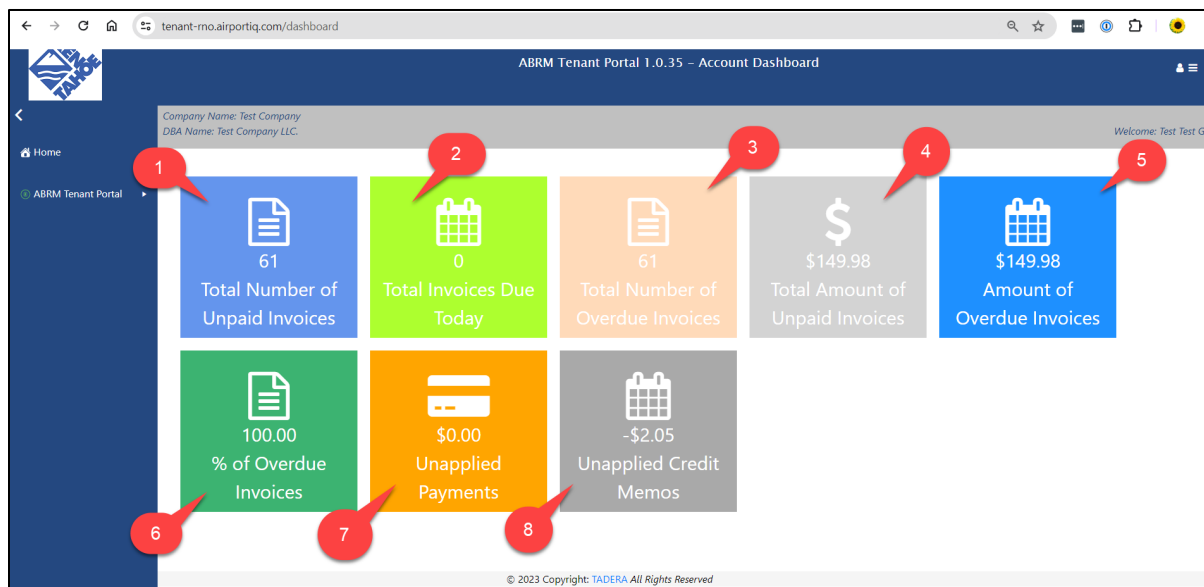 tenant-rno.airportiq.com/dashboard
TAHOE
ABRM Tenant Portal 1.0.35 – Account Dashboard
Company Name: Test Company
DBA Name: Test Company LLC.
Welcome: Test Test G
Home
ABRM Tenant Portal
1
2
3
4
5
61
Total Number of
Unpaid Invoices
0
Total Invoices Due
Today
61
Total Number of
Overdue Invoices
$149.98
Total Amount of
Unpaid Invoices
$149.98
Amount of
Overdue Invoices
100.00
% of Overdue
Invoices
$0.00
Unapplied
Payments
-$2.05
Unapplied Credit
Memos
6
7
8
© 2023 Copyright: TADERA All Rights Reserved